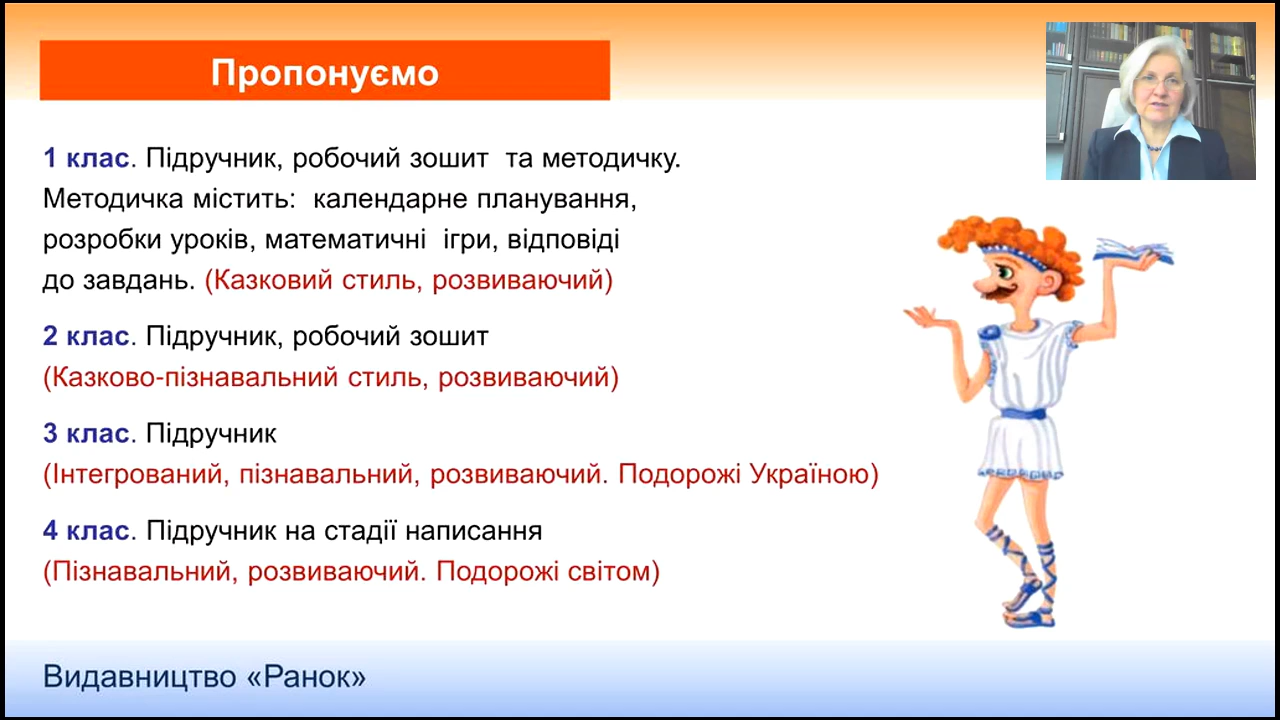 Пропонуємо
1 клас. Підручник, робочий зошит та методичку.
Методичка містить: календарне планування,
розробки уроків, математичні ігри, відповіді
до завдань. (Казковий стиль, розвиваючий)
2 клас. Підручник, робочий зошит
(Казково-пізнавальний стиль, розвиваючий)
3 клас. Підручник
(Інтегрований, пізнавальний, розвиваючий. Подорожі Україною)
4 клас. Підручник на стадії написання
(Пізнавальний, розвиваючий. Подорожі світом)
Видавництво «Ранок»